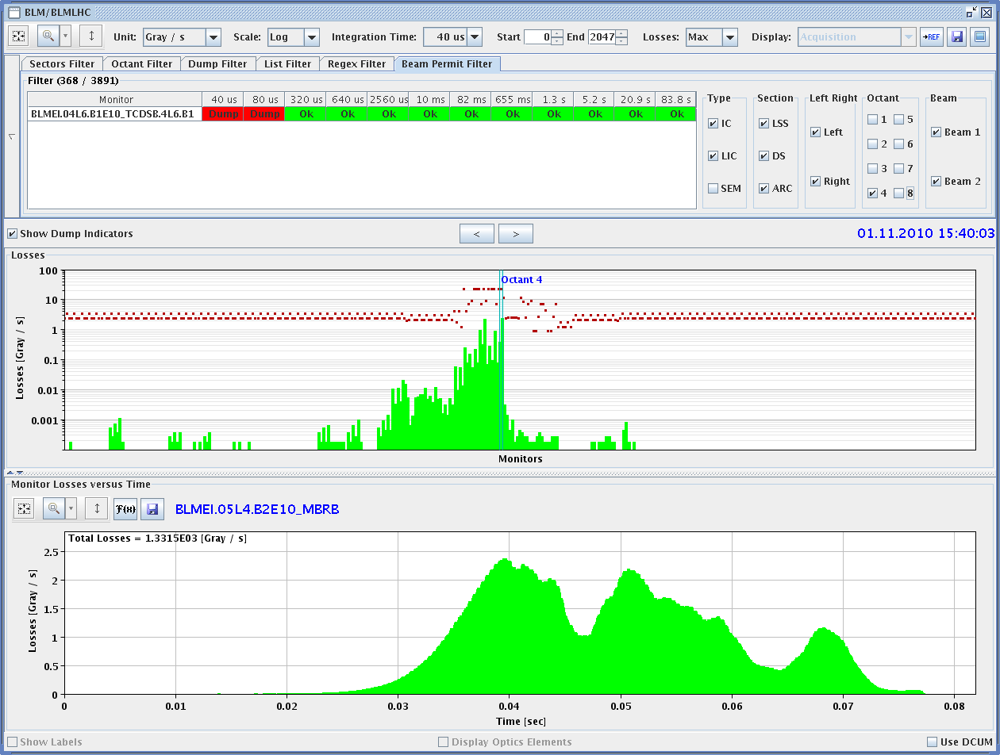 BLM/BLMLHC
Unit: Gray / s Scale: Log Integration Time: 40 us Start 0 End 2047 Losses: Max Display: Acquisition →REF
Sectors Filter Octant Filter Dump Filter List Filter Regex Filter Beam Permit Filter
Filter (368 / 3891)
Monitor 40 us 80 us 320 us 640 us 2560 us 10 ms 82 ms 655 ms 1.3 s 5.2 s 20.9 s 83.8 s
BLMEI.04L6.B1E10_TCDSB.4L6.B1 Dump Dump Ok Ok Ok Ok Ok Ok Ok Ok Ok Ok
Type Section Left Right Octant Beam
IC LSS Left 1 5 Beam 1
LIC DS 2 6
3 7
SEM ARC Right 4 8 Beam 2
Show Dump Indicators < > 01.11.2010 15:40:03
Losses
Octant 4
100
10
1
0.1
0.01
0.001
Losses [Gray / s]
Monitors
Monitor Losses versus Time
F(x) BLMEI.05L4.B2E10_MBRB
Total Losses = 1.3315E03 [Gray / s]
2.5
2
1.5
1
0.5
0
Losses [Gray / s]
0 0.01 0.02 0.03 0.04 0.05 0.06 0.07 0.08
Time [sec]
Show Labels Display Optics Elements Use DCUM